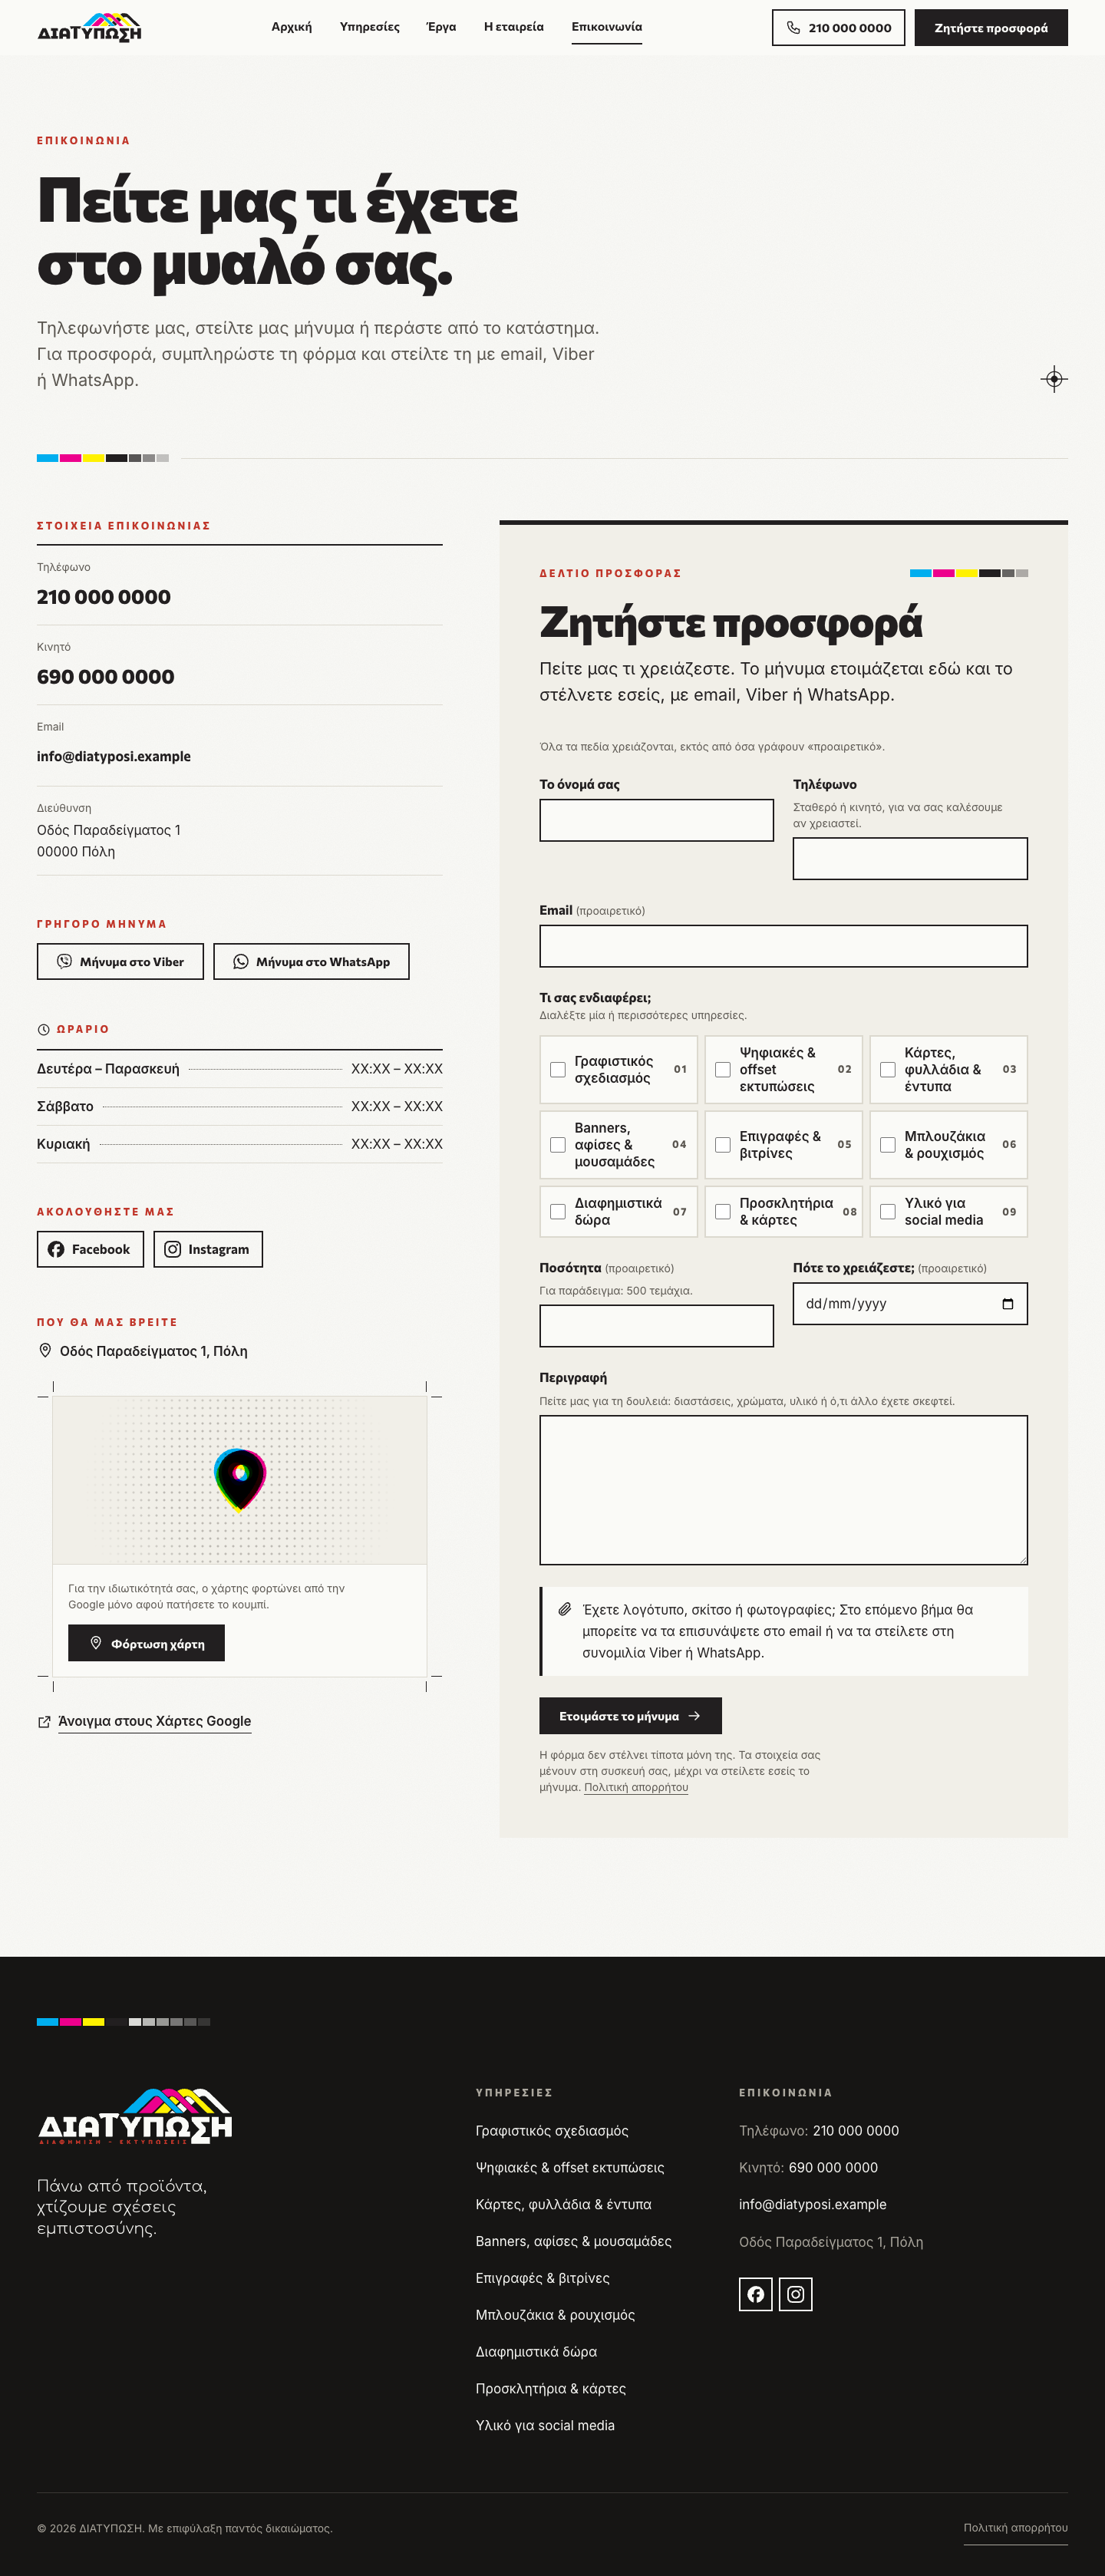 ΔΙΑΤΥΠΩΣΗ
Αρχική
Υπηρεσίες
Έργα
Η εταιρεία
Επικοινωνία
210 000 0000
Ζητήστε προσφορά
ΕΠΙΚΟΙΝΩΝΙΑ
Πείτε μας τι έχετε
στο μυαλό σας.
Τηλεφωνήστε μας, στείλτε μας μήνυμα ή περάστε από το κατάστημα.
Για προσφορά, συμπληρώστε τη φόρμα και στείλτε τη με email, Viber
ή WhatsApp.
ΣΤΟΙΧΕΙΑ ΕΠΙΚΟΙΝΩΝΙΑΣ
Τηλέφωνο
210 000 0000
Κινητό
690 000 0000
Email
info@diatyposi.example
Διεύθυνση
Οδός Παραδείγματος 1
00000 Πόλη
ΓΡΗΓΟΡΟ ΜΗΝΥΜΑ
Μήνυμα στο Viber
Μήνυμα στο WhatsApp
ΩΡΑΡΙΟ
Δευτέρα – Παρασκευή XX:XX – XX:XX
Σάββατο XX:XX – XX:XX
Κυριακή XX:XX – XX:XX
ΑΚΟΛΟΥΘΗΣΤΕ ΜΑΣ
Facebook
Instagram
ΠΟΥ ΘΑ ΜΑΣ ΒΡΕΙΤΕ
Οδός Παραδείγματος 1, Πόλη
Για την ιδιωτικότητά σας, ο χάρτης φορτώνει από την
Google μόνο αφού πατήσετε το κουμπί.
Φόρτωση χάρτη
Άνοιγμα στους Χάρτες Google
ΔΕΛΤΙΟ ΠΡΟΣΦΟΡΑΣ
Ζητήστε προσφορά
Πείτε μας τι χρειάζεστε. Το μήνυμα ετοιμάζεται εδώ και το
στέλνετε εσείς, με email, Viber ή WhatsApp.
Όλα τα πεδία χρειάζονται, εκτός από όσα γράφουν «προαιρετικό».
Το όνομά σας
Τηλέφωνο
Σταθερό ή κινητό, για να σας καλέσουμε
αν χρειαστεί.
Email (προαιρετικό)
Τι σας ενδιαφέρει;
Διαλέξτε μία ή περισσότερες υπηρεσίες.
Γραφιστικός
σχεδιασμός
01
Ψηφιακές &
offset
εκτυπώσεις
02
Κάρτες,
φυλλάδια &
έντυπα
03
Banners,
αφίσες &
μουσαμάδες
04
Επιγραφές &
βιτρίνες
05
Μπλουζάκια
& ρουχισμός
06
Διαφημιστικά
δώρα
07
Προσκλητήρια
& κάρτες
08
Υλικό για
social media
09
Ποσότητα (προαιρετικό)
Για παράδειγμα: 500 τεμάχια.
Πότε το χρειάζεστε; (προαιρετικό)
dd/mm/yyyy
Περιγραφή
Πείτε μας για τη δουλειά: διαστάσεις, χρώματα, υλικό ή ό,τι άλλο έχετε σκεφτεί.
Έχετε λογότυπο, σκίτσο ή φωτογραφίες; Στο επόμενο βήμα θα
μπορείτε να τα επισυνάψετε στο email ή να τα στείλετε στη
συνομιλία Viber ή WhatsApp.
Ετοιμάστε το μήνυμα
Η φόρμα δεν στέλνει τίποτα μόνη της. Τα στοιχεία σας
μένουν στη συσκευή σας, μέχρι να στείλετε εσείς το
μήνυμα. Πολιτική απορρήτου
ΔΙΑΤΥΠΩΣΗ
ΔΙΑΦΗΜΙΣΗ - ΕΚΤΥΠΩΣΕΙΣ
Πάνω από προϊόντα,
χτίζουμε σχέσεις
εμπιστοσύνης.
ΥΠΗΡΕΣΙΕΣ
Γραφιστικός σχεδιασμός
Ψηφιακές & offset εκτυπώσεις
Κάρτες, φυλλάδια & έντυπα
Banners, αφίσες & μουσαμάδες
Επιγραφές & βιτρίνες
Μπλουζάκια & ρουχισμός
Διαφημιστικά δώρα
Προσκλητήρια & κάρτες
Υλικό για social media
ΕΠΙΚΟΙΝΩΝΙΑ
Τηλέφωνο: 210 000 0000
Κινητό: 690 000 0000
info@diatyposi.example
Οδός Παραδείγματος 1, Πόλη
© 2026 ΔΙΑΤΥΠΩΣΗ. Με επιφύλαξη παντός δικαιώματος.
Πολιτική απορρήτου